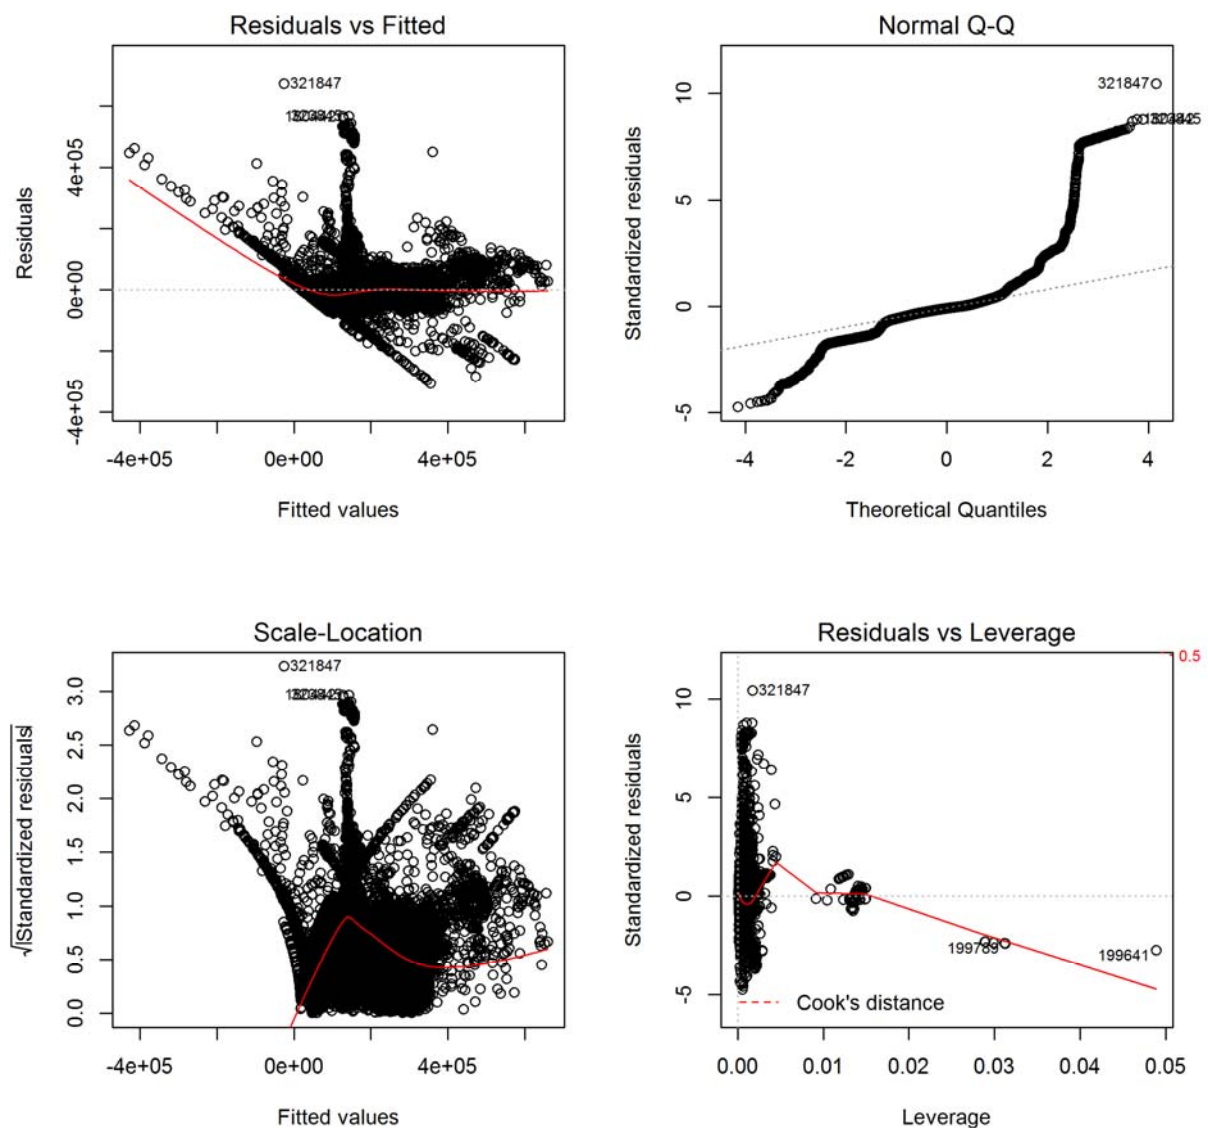 Residuals vs Fitted
Residuals
4e+05
0e+00
-4e+05
321847
-4e+05
0e+00
4e+05
Fitted values
Normal Q-Q
Standardized residuals
10
5
0
-5
321847
-4
-2
0
2
4
Theoretical Quantiles
Scale-Location
√|Standardized residuals|
3.0
2.5
2.0
1.5
1.0
0.5
0.0
321847
-4e+05
0e+00
4e+05
Fitted values
Residuals vs Leverage
Standardized residuals
10
5
0
-5
0.5
321847
199789
199641
Cook's distance
0.00
0.01
0.02
0.03
0.04
0.05
Leverage